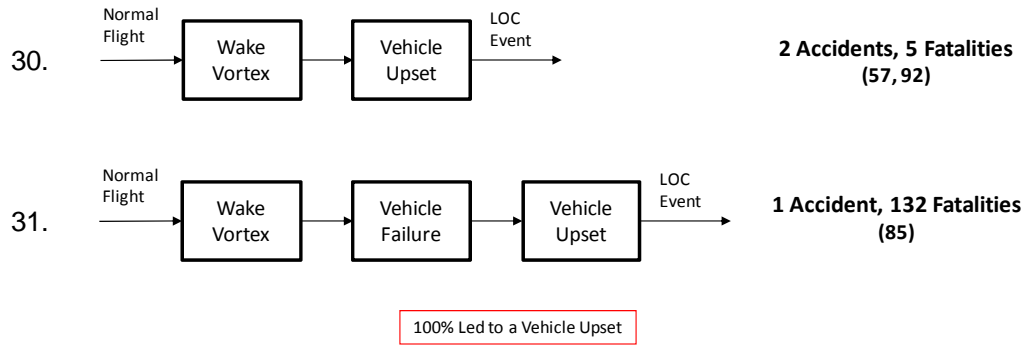 30.
Normal
Flight
Wake
Vortex
Vehicle
Upset
LOC
Event
2 Accidents, 5 Fatalities
(57, 92)
31.
Normal
Flight
Wake
Vortex
Vehicle
Failure
Vehicle
Upset
LOC
Event
1 Accident, 132 Fatalities
(85)
100% Led to a Vehicle Upset